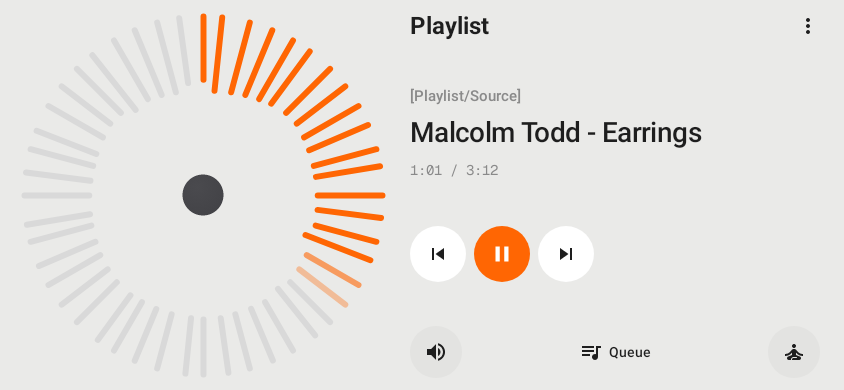 Playlist
[Playlist/Source]
Malcolm Todd - Earrings
1:01 / 3:12
Queue